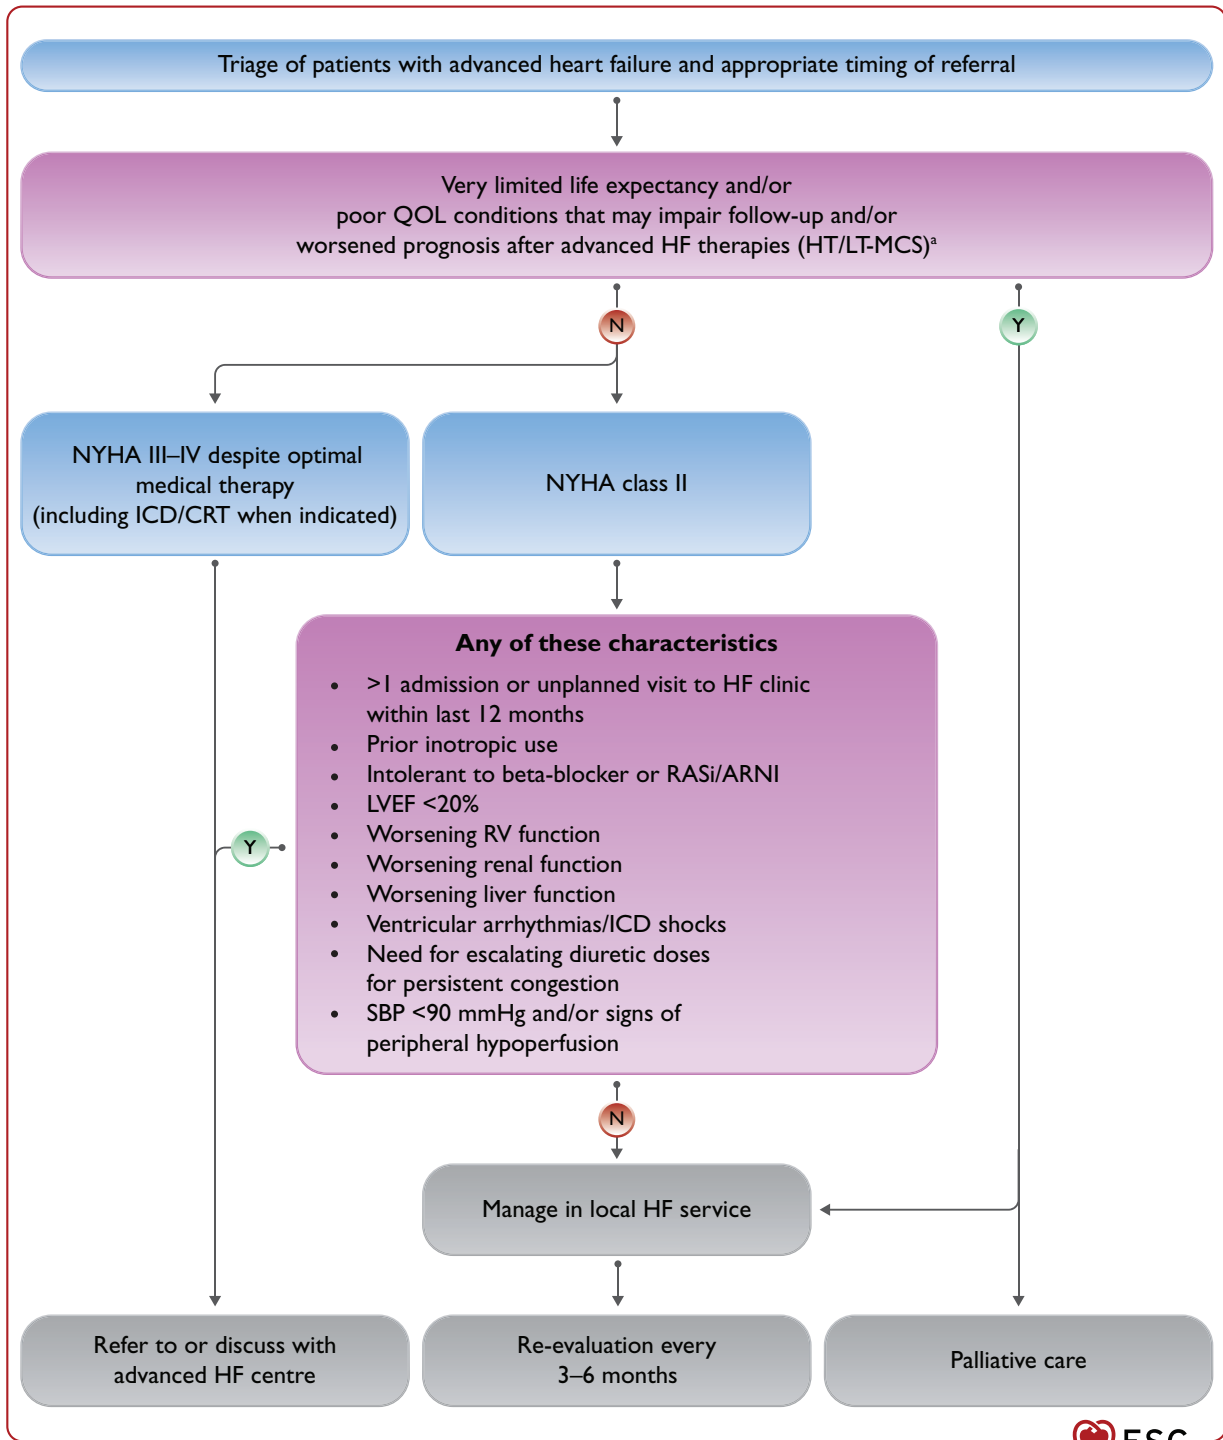 Triage of patients with advanced heart failure and appropriate timing of referral
Very limited life expectancy and/or
poor QOL conditions that may impair follow-up and/or
worsened prognosis after advanced HF therapies (HT/LT-MCS)ᵃ
N
Y
NYHA III–IV despite optimal
medical therapy
(including ICD/CRT when indicated)
NYHA class II
Any of these characteristics
• >1 admission or unplanned visit to HF clinic
within last 12 months
• Prior inotropic use
• Intolerant to beta-blocker or RASi/ARNI
• LVEF <20%
• Worsening RV function
• Worsening renal function
• Worsening liver function
• Ventricular arrhythmias/ICD shocks
• Need for escalating diuretic doses
for persistent congestion
• SBP <90 mmHg and/or signs of
peripheral hypoperfusion
Y
N
Manage in local HF service
Refer to or discuss with
advanced HF centre
Re-evaluation every
3–6 months
Palliative care
ESC